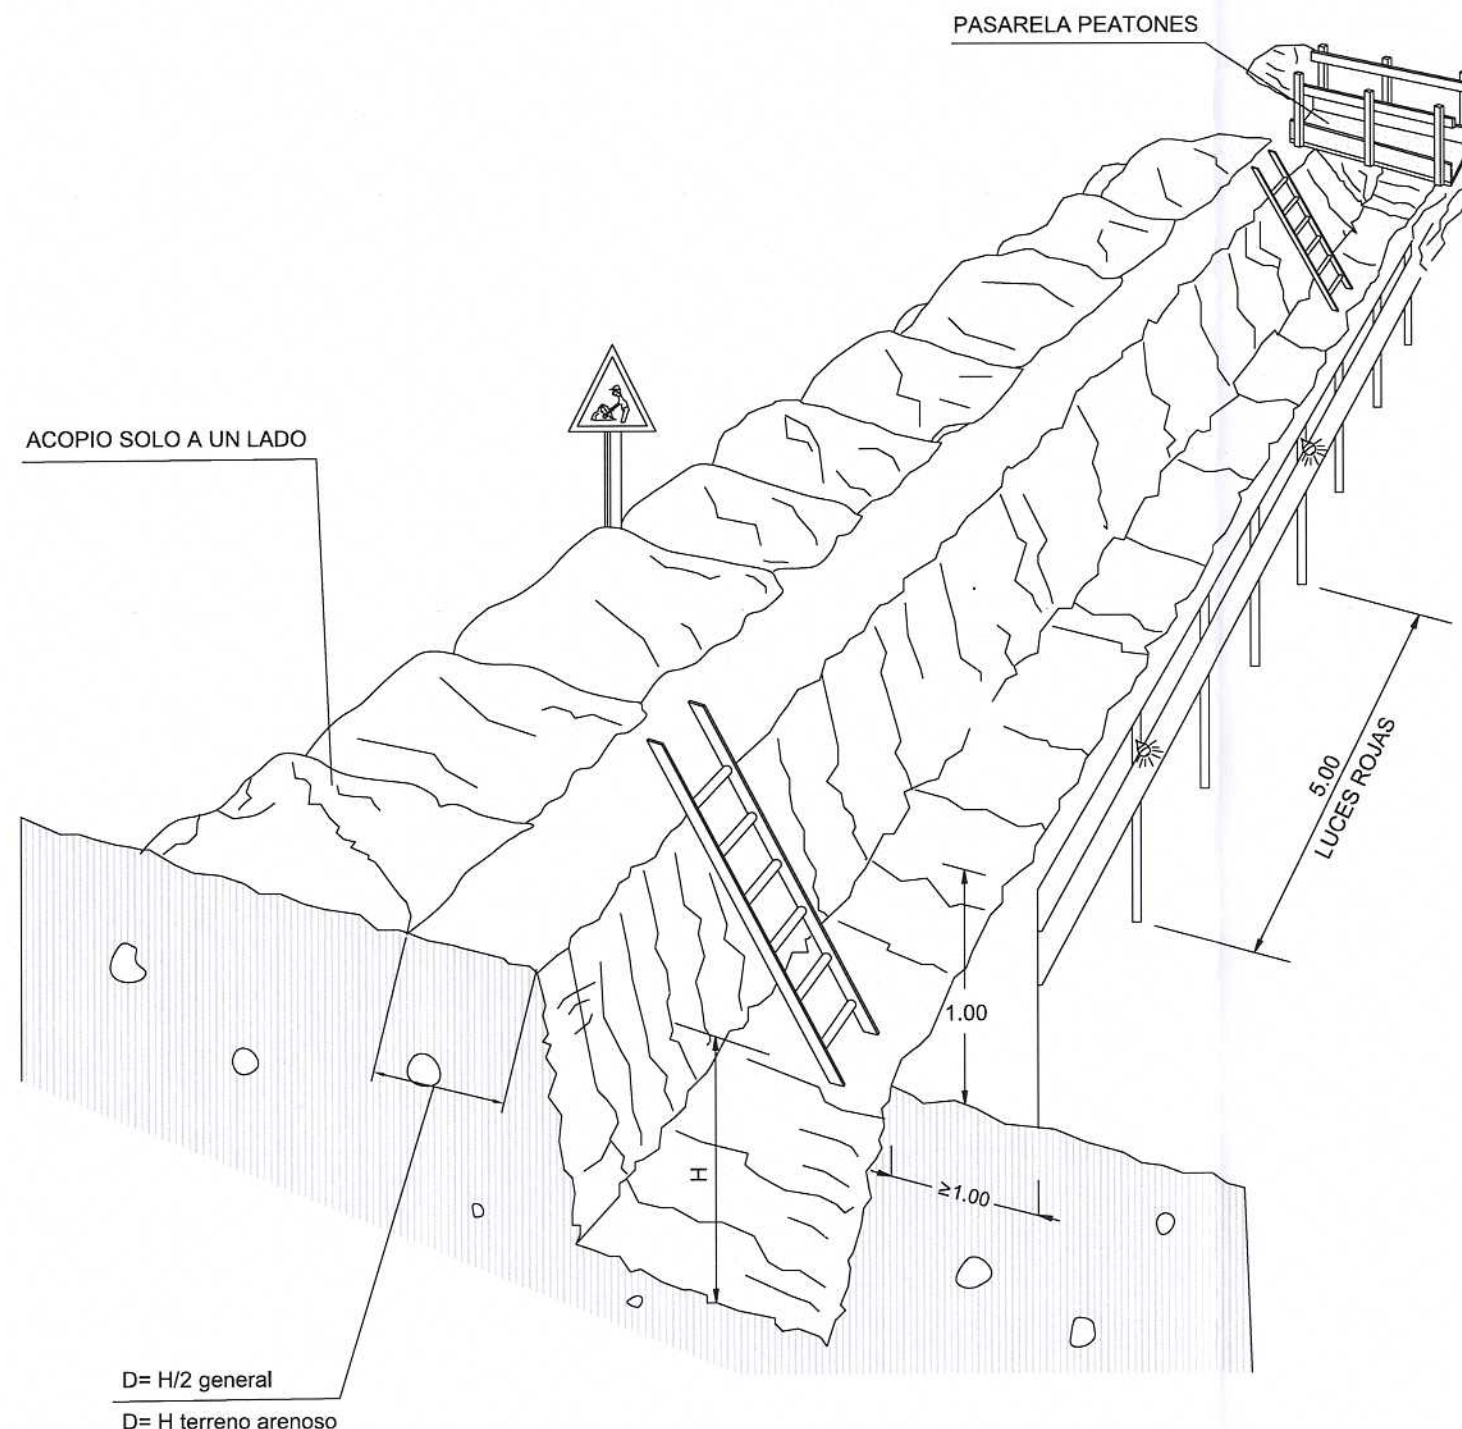 PASARELA PEATONES
ACOPIO SOLO A UN LADO
5.00
LUCES ROJAS
1.00
H
≥1.00
D= H/2 general
D= H terreno arenoso